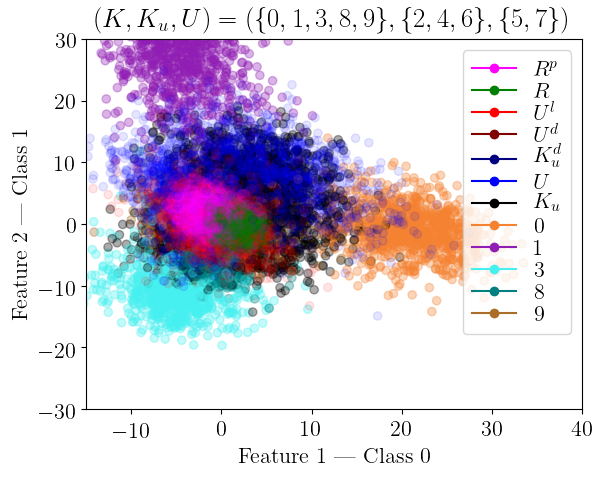 (K, K_u, U) = ({0, 1, 3, 8, 9}, {2, 4, 6}, {5, 7})
30
20
10
0
−10
−20
−30
Feature 2 — Class 1
R^p
R
U^l
U^d
K_u^d
U
K_u
0
1
3
8
9
−10
0
10
20
30
40
Feature 1 — Class 0